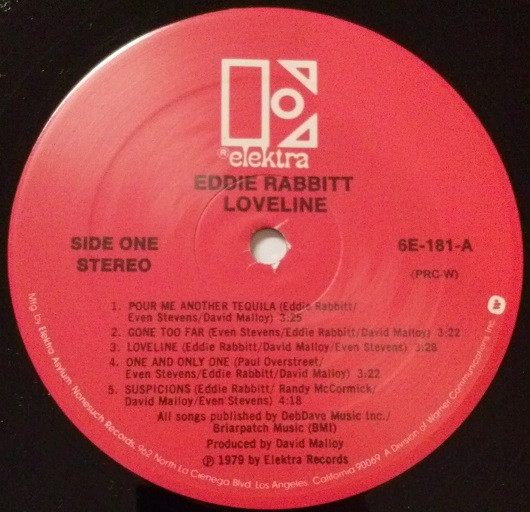 elektra
EDDIE RABBITT
LOVELINE
SIDE ONE
STEREO
6E-181-A
(PRC-W)
1. POUR ME ANOTHER TEQUILA (Eddie Rabbitt/
Even Stevens/David Malloy) 3:25
2. GONE TOO FAR (Even Stevens/Eddie Rabbitt/David Malloy) 3:22
3. LOVELINE (Eddie Rabbitt/David Malloy/Even Stevens) 3:28
4. ONE AND ONLY ONE (Paul Overstreet/
Even Stevens/Eddie Rabbitt/David Malloy) 3:22
5. SUSPICIONS (Eddie Rabbitt/ Randy McCormick/
David Malloy/Even Stevens) 4:18
All songs published by DebDave Music Inc./
Briarpatch Music (BMI)
Produced by David Malloy
℗ 1979 by Elektra Records
Mfg. by Elektra/Asylum/Nonesuch Records, 962 North La Cienega Blvd. Los Angeles, California 90069. A Division of Warner Communications Inc.